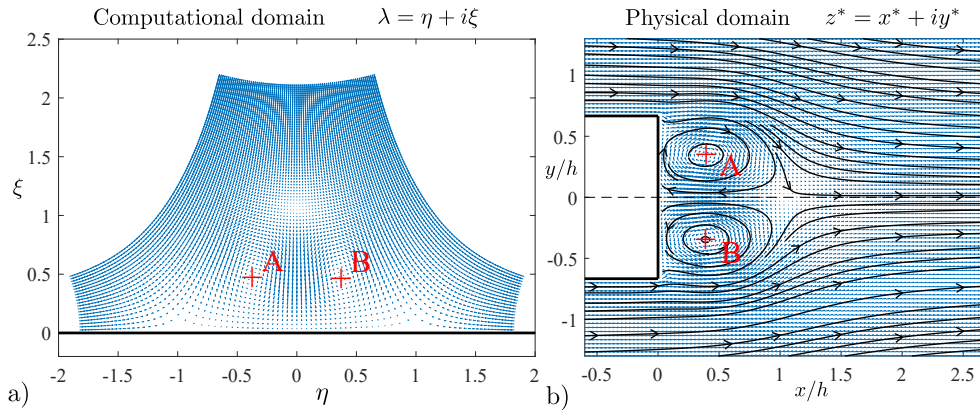 Computational domain λ = η + iξ
2.5
2
1.5
ξ
1
0.5
0
A
B
-2 -1.5 -1 -0.5 0 0.5 1 1.5 2
a)
η
Physical domain z* = x* + iy*
1
0.5
y/h
0
-0.5
-1
A
B
-0.5 0 0.5 1 1.5 2 2.5
b)
x/h